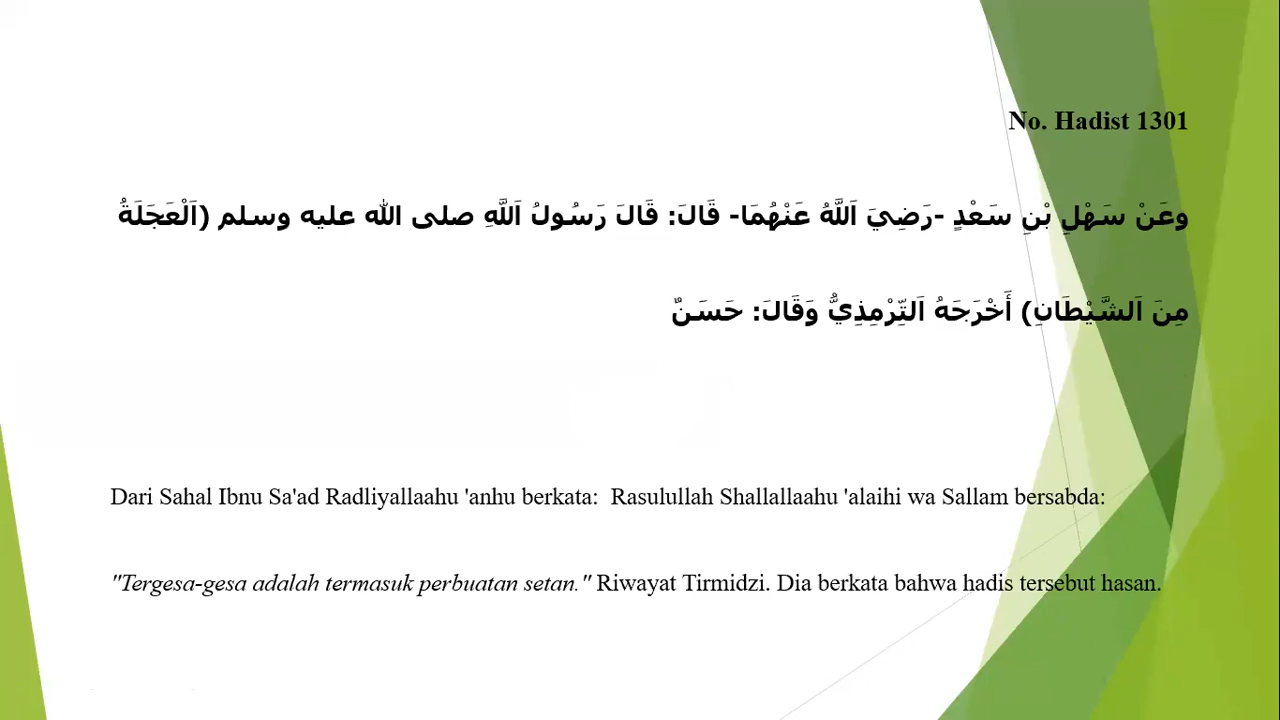 No. Hadist 1301
وعَنْ سَهْلِ بْنِ سَعْدٍ -رَضِيَ اَللَّهُ عَنْهُمَا- قَالَ: قَالَ رَسُولُ اَللَّهِ صلى الله عليه وسلم (اَلْعَجَلَةُ
مِنَ اَلشَّيْطَانِ) أَخْرَجَهُ اَلتِّرْمِذِيُّ وَقَالَ: حَسَنٌ
Dari Sahal Ibnu Sa'ad Radliyallaahu 'anhu berkata:  Rasulullah Shallallaahu 'alaihi wa Sallam bersabda:
"Tergesa-gesa adalah termasuk perbuatan setan." Riwayat Tirmidzi. Dia berkata bahwa hadis tersebut hasan.